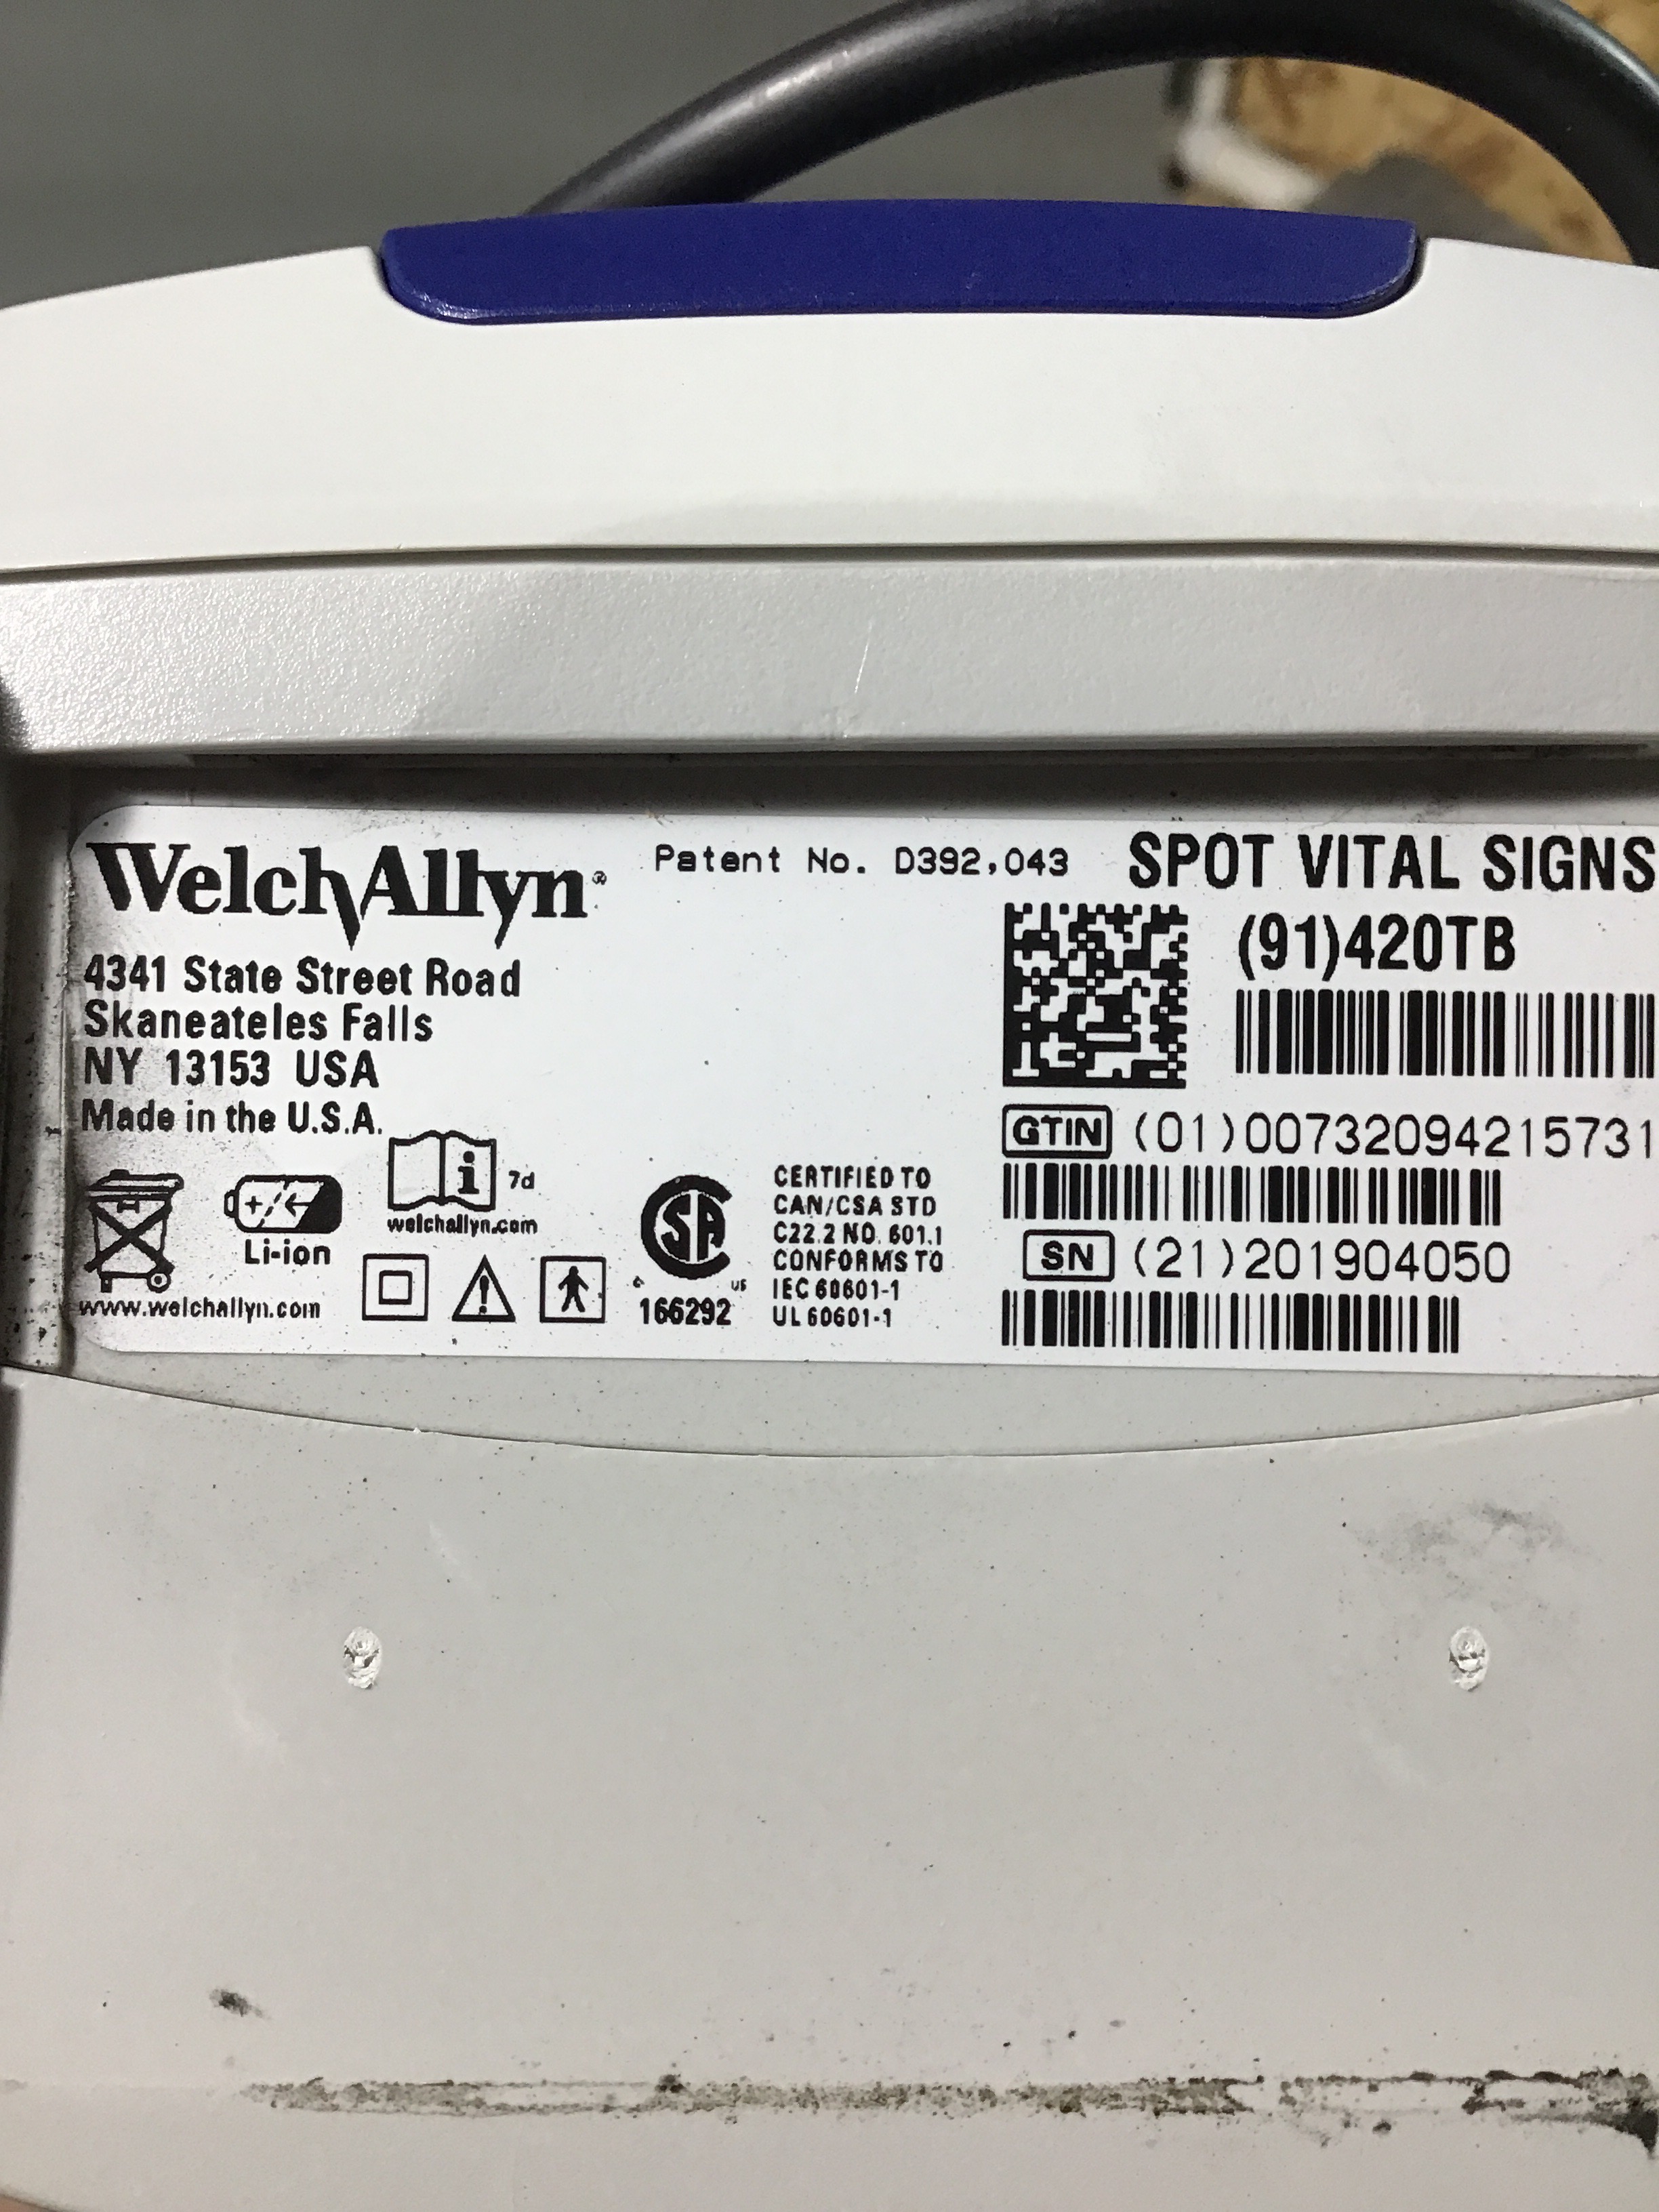 WelchAllyn®
Patent No. D392,043
SPOT VITAL SIGNS
4341 State Street Road
Skaneateles Falls
NY 13153 USA
Made in the U.S.A.
(91)420TB
GTIN (01)00732094215731
SN (21)201904050
7d
welchallyn.com
Li-ion
www.welchallyn.com
SA
c us
166292
CERTIFIED TO
CAN/CSA STD
C22.2 NO. 601.1
CONFORMS TO
IEC 60601-1
UL 60601-1